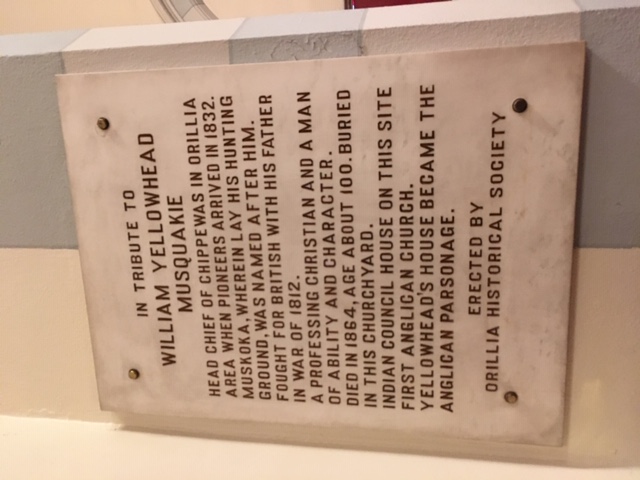 IN TRIBUTE TO
WILLIAM YELLOWHEAD
MUSQUAKIE
HEAD CHIEF OF CHIPPEWAS IN ORILLIA
AREA WHEN PIONEERS ARRIVED IN 1832.
MUSKOKA, WHEREIN LAY HIS HUNTING
GROUND, WAS NAMED AFTER HIM.
FOUGHT FOR BRITISH WITH HIS FATHER
IN WAR OF 1812.
A PROFESSING CHRISTIAN AND A MAN
OF ABILITY AND CHARACTER.
DIED IN 1864, AGE ABOUT 100. BURIED
IN THIS CHURCHYARD.
INDIAN COUNCIL HOUSE ON THIS SITE
FIRST ANGLICAN CHURCH.
YELLOWHEAD'S HOUSE BECAME THE
ANGLICAN PARSONAGE.
ERECTED BY
ORILLIA HISTORICAL SOCIETY